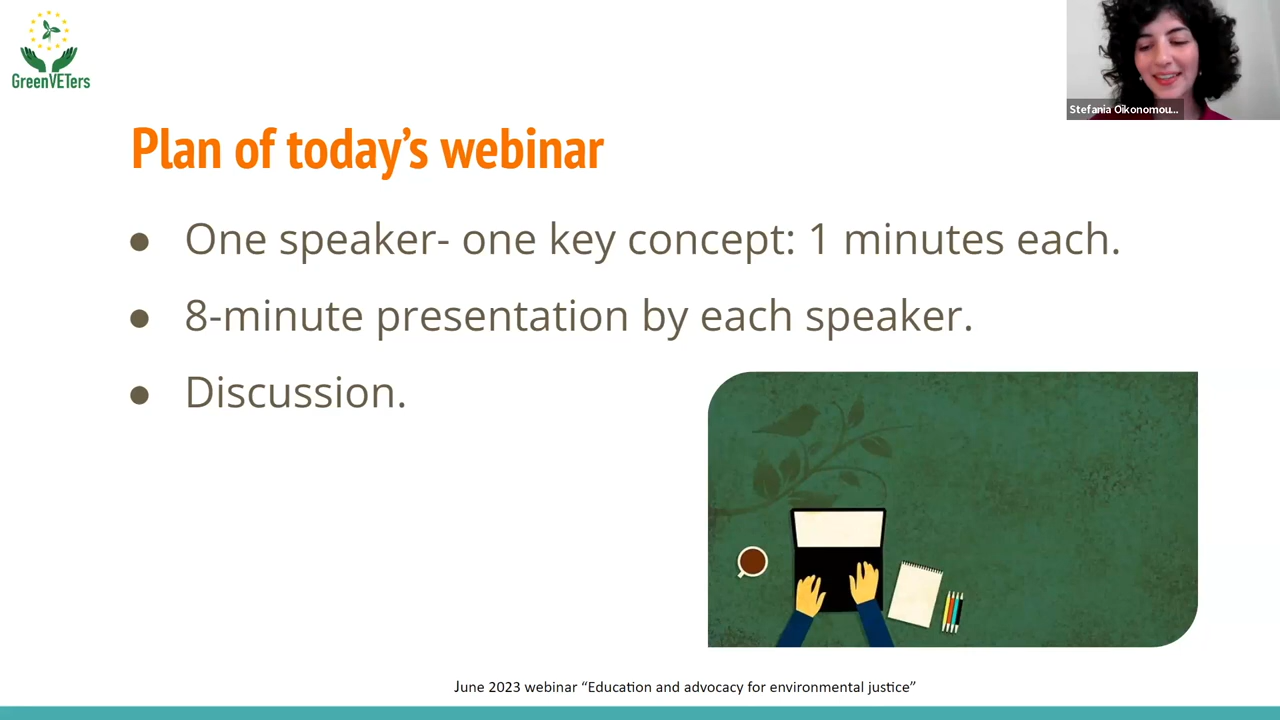 GreenVETers
Stefania Oikonomou...
Plan of today’s webinar
● One speaker- one key concept: 1 minutes each.
● 8-minute presentation by each speaker.
● Discussion.
June 2023 webinar “Education and advocacy for environmental justice”